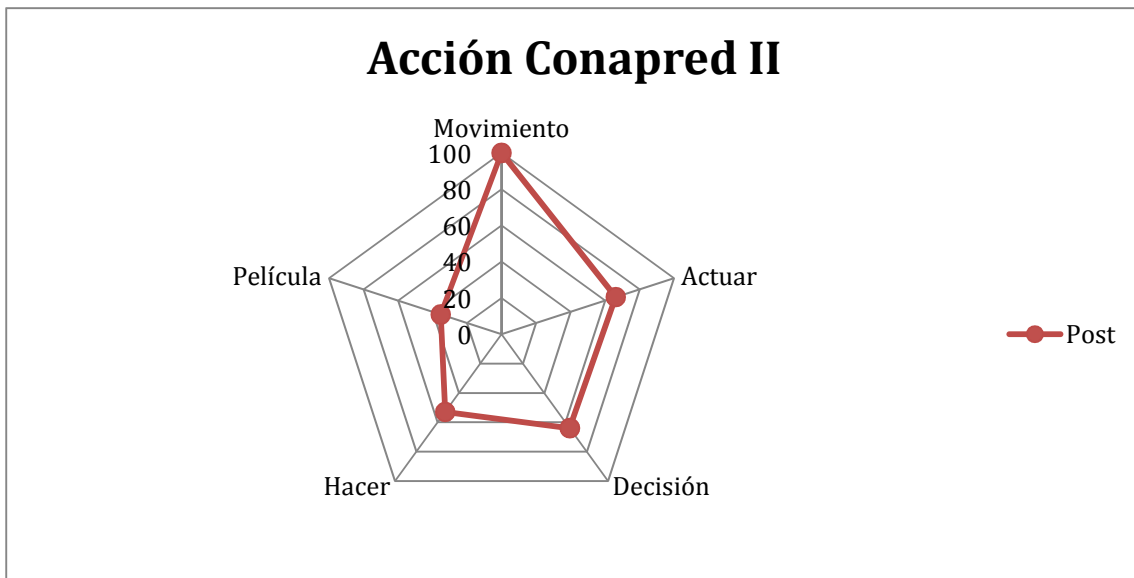 Acción Conapred II
Movimiento
100
80
60
40
20
0
Película
Actuar
Hacer
Decisión
Post